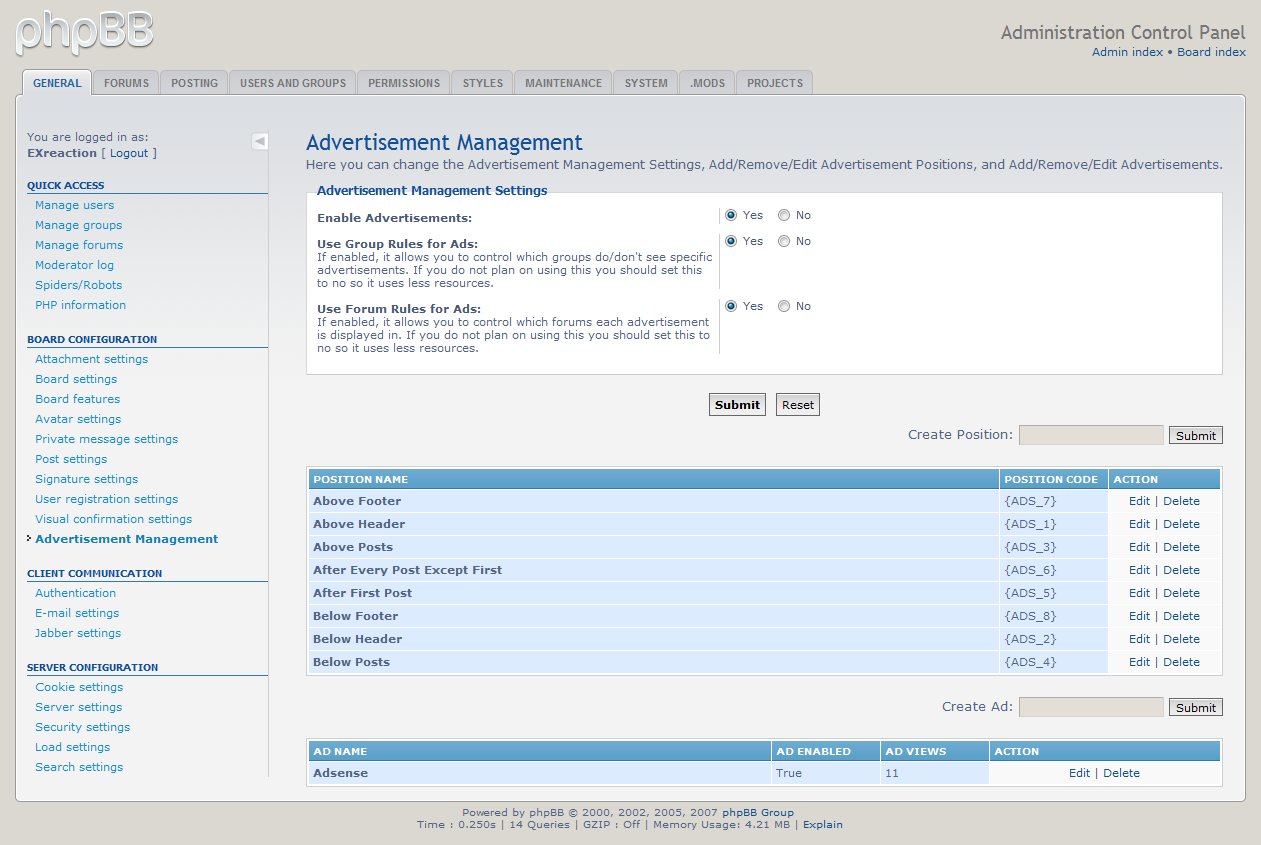 phpBB
Administration Control Panel
Admin index • Board index
GENERAL FORUMS POSTING USERS AND GROUPS PERMISSIONS STYLES MAINTENANCE SYSTEM .MODS PROJECTS
You are logged in as:
EXreaction [ Logout ]
QUICK ACCESS
Manage users
Manage groups
Manage forums
Moderator log
Spiders/Robots
PHP information
BOARD CONFIGURATION
Attachment settings
Board settings
Board features
Avatar settings
Private message settings
Post settings
Signature settings
User registration settings
Visual confirmation settings
Advertisement Management
CLIENT COMMUNICATION
Authentication
E-mail settings
Jabber settings
SERVER CONFIGURATION
Cookie settings
Server settings
Security settings
Load settings
Search settings
Advertisement Management
Here you can change the Advertisement Management Settings, Add/Remove/Edit Advertisement Positions, and Add/Remove/Edit Advertisements.
Advertisement Management Settings
Enable Advertisements: Yes No
Use Group Rules for Ads: Yes No
If enabled, it allows you to control which groups do/don't see specific
advertisements. If you do not plan on using this you should set this
to no so it uses less resources.
Use Forum Rules for Ads: Yes No
If enabled, it allows you to control which forums each advertisement
is displayed in. If you do not plan on using this you should set this to
no so it uses less resources.
Submit Reset
Create Position: Submit
POSITION NAME POSITION CODE ACTION
Above Footer {ADS_7} Edit | Delete
Above Header {ADS_1} Edit | Delete
Above Posts {ADS_3} Edit | Delete
After Every Post Except First {ADS_6} Edit | Delete
After First Post {ADS_5} Edit | Delete
Below Footer {ADS_8} Edit | Delete
Below Header {ADS_2} Edit | Delete
Below Posts {ADS_4} Edit | Delete
Create Ad: Submit
AD NAME AD ENABLED AD VIEWS ACTION
Adsense True 11 Edit | Delete
Powered by phpBB © 2000, 2002, 2005, 2007 phpBB Group
Time : 0.250s | 14 Queries | GZIP : Off | Memory Usage: 4.21 MB | Explain